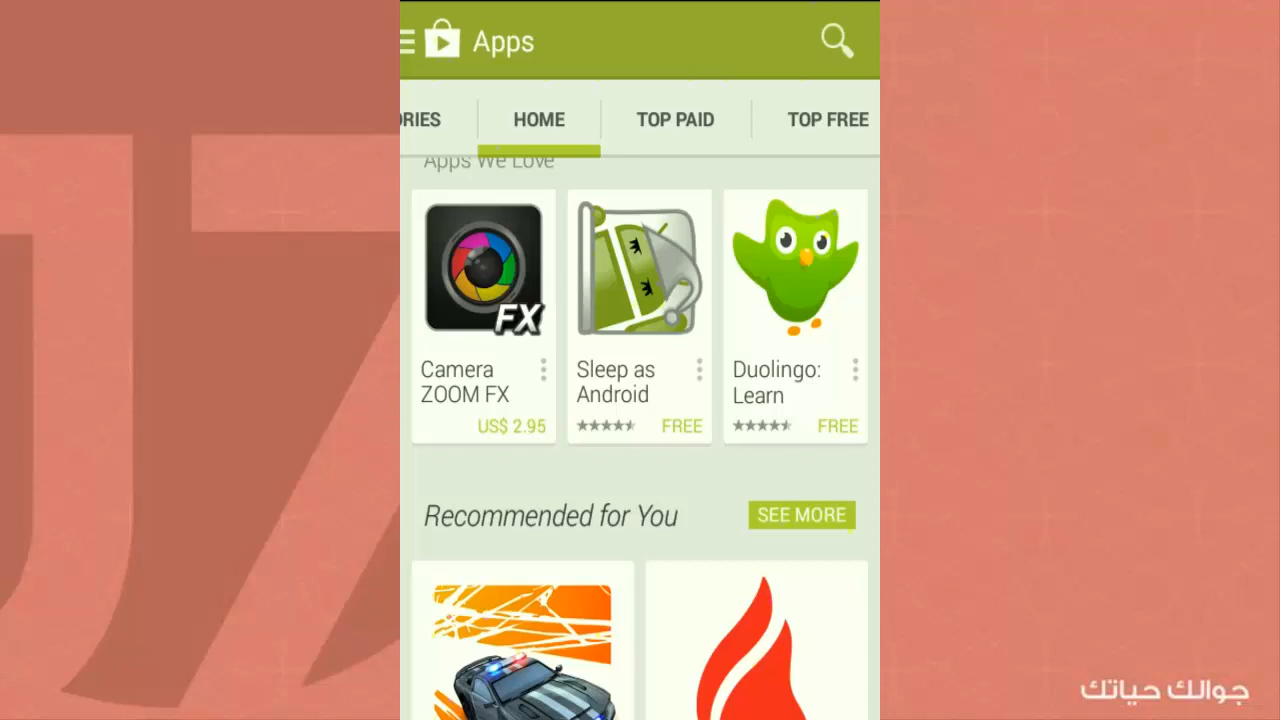 Apps
ORIES
HOME
TOP PAID
TOP FREE
Apps We Love
FX
Camera ZOOM FX
US$ 2.95
Sleep as Android
FREE
Duolingo: Learn
FREE
Recommended for You
SEE MORE
جوالك حياتك